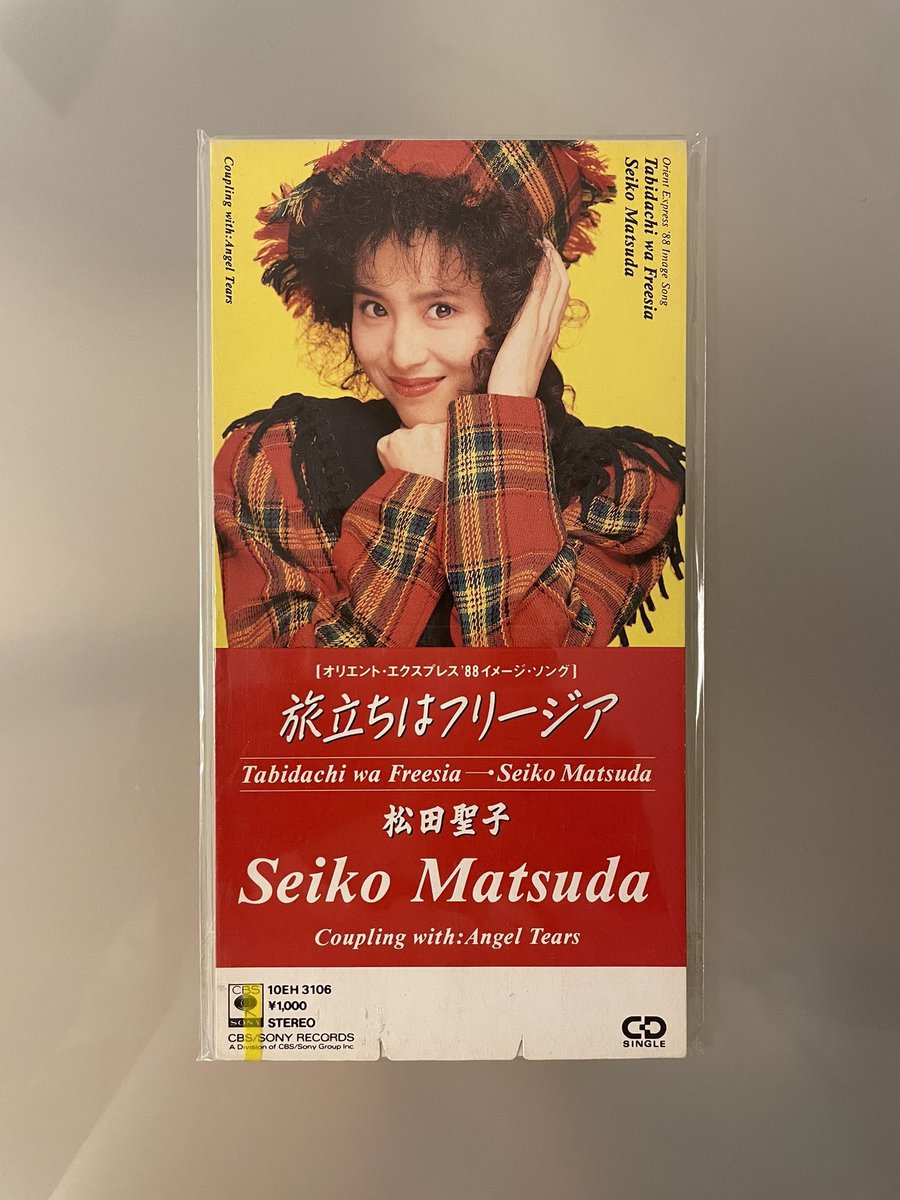 Orient Express '88 Image Song
Tabidachi wa Freesia
Seiko Matsuda
Coupling with:Angel Tears
[オリエント・エクスプレス'88イメージ・ソング]
旅立ちはフリージア
Tabidachi wa Freesia—・Seiko Matsuda
松田聖子
Seiko Matsuda
Coupling with:Angel Tears
CBS
SONY
10EH 3106
¥1,000
STEREO
CBS/SONY RECORDS
A Division of CBS/Sony Group Inc.
CD
SINGLE